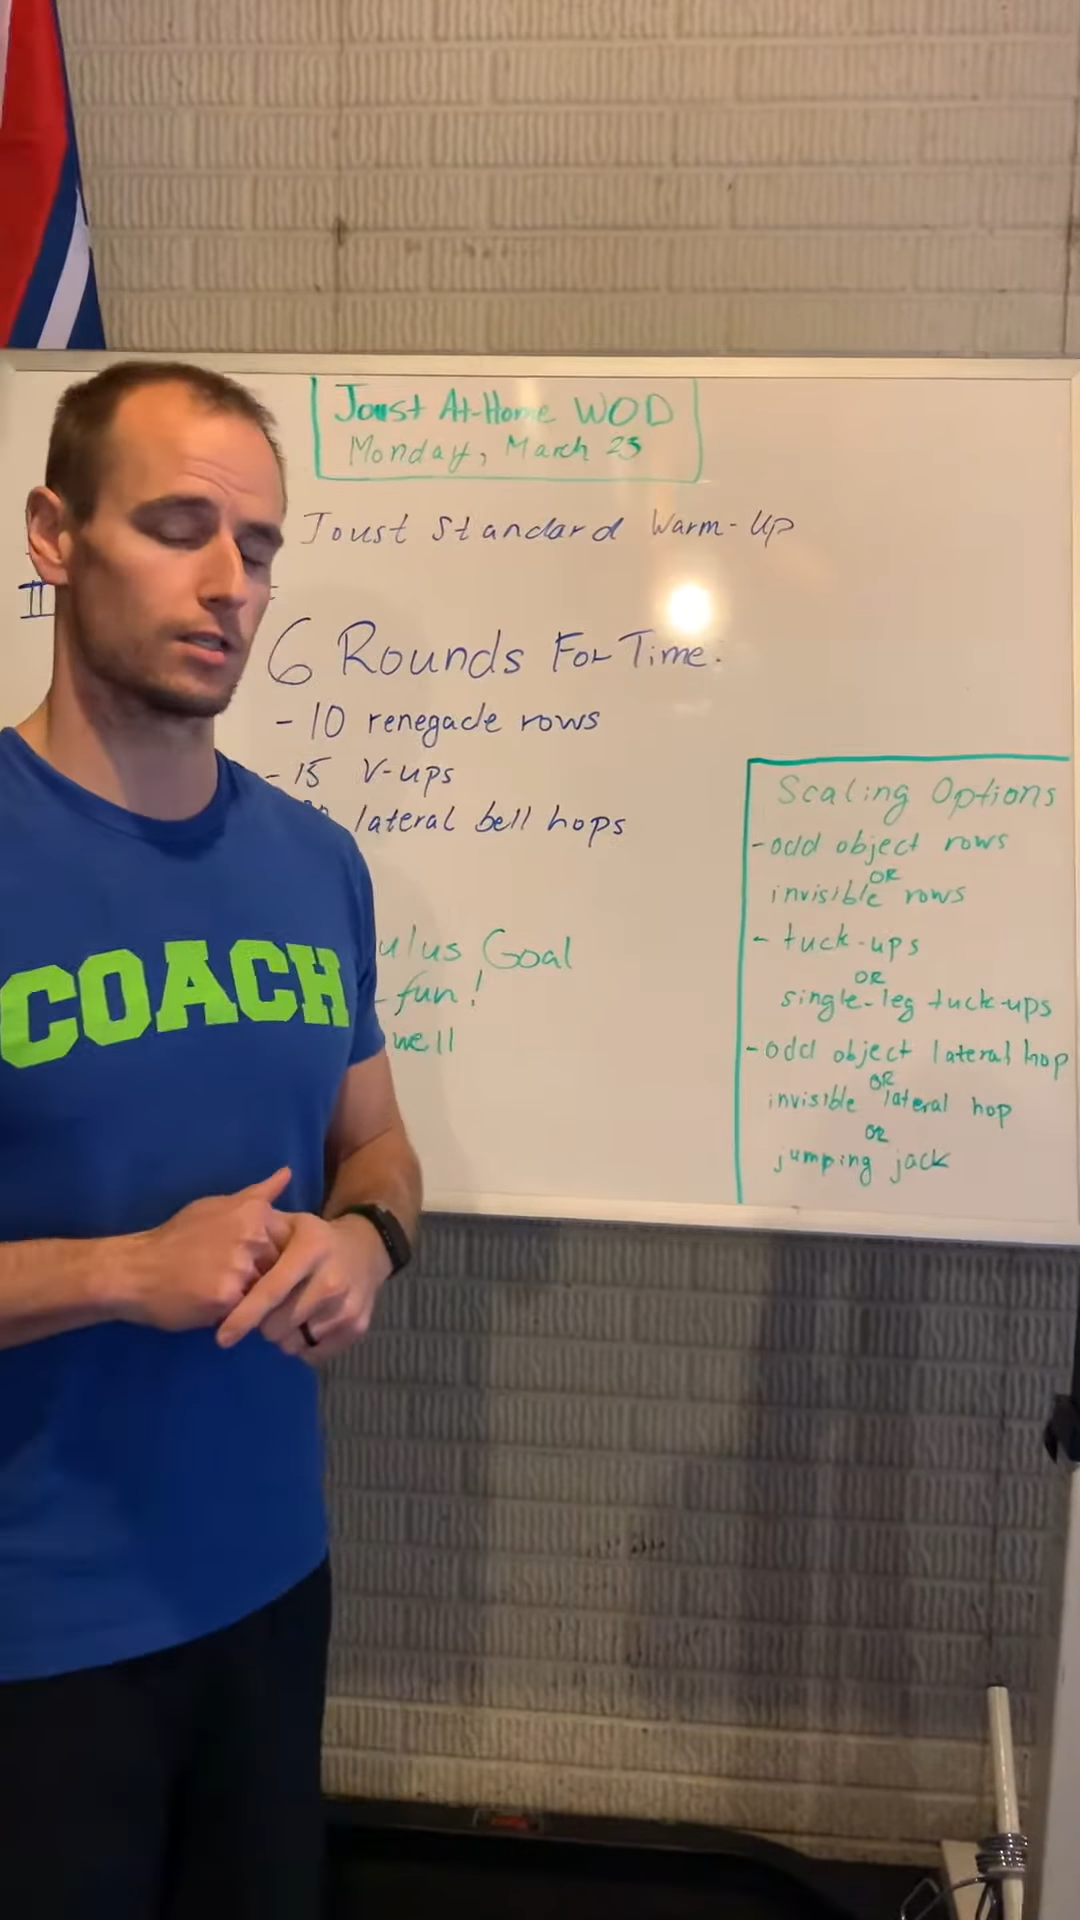 Joust At-Home WOD
Monday, March 23
Joust Standard Warm-Up
II
6 Rounds For Time:
- 10 renegade rows
- 15 V-ups
lateral bell hops
ulus Goal
- fun!
well
COACH
Scaling Options
- odd object rows
OR
invisible rows
- tuck-ups
OR
single-leg tuck-ups
- odd object lateral hop
OR
invisible lateral hop
OR
jumping jack